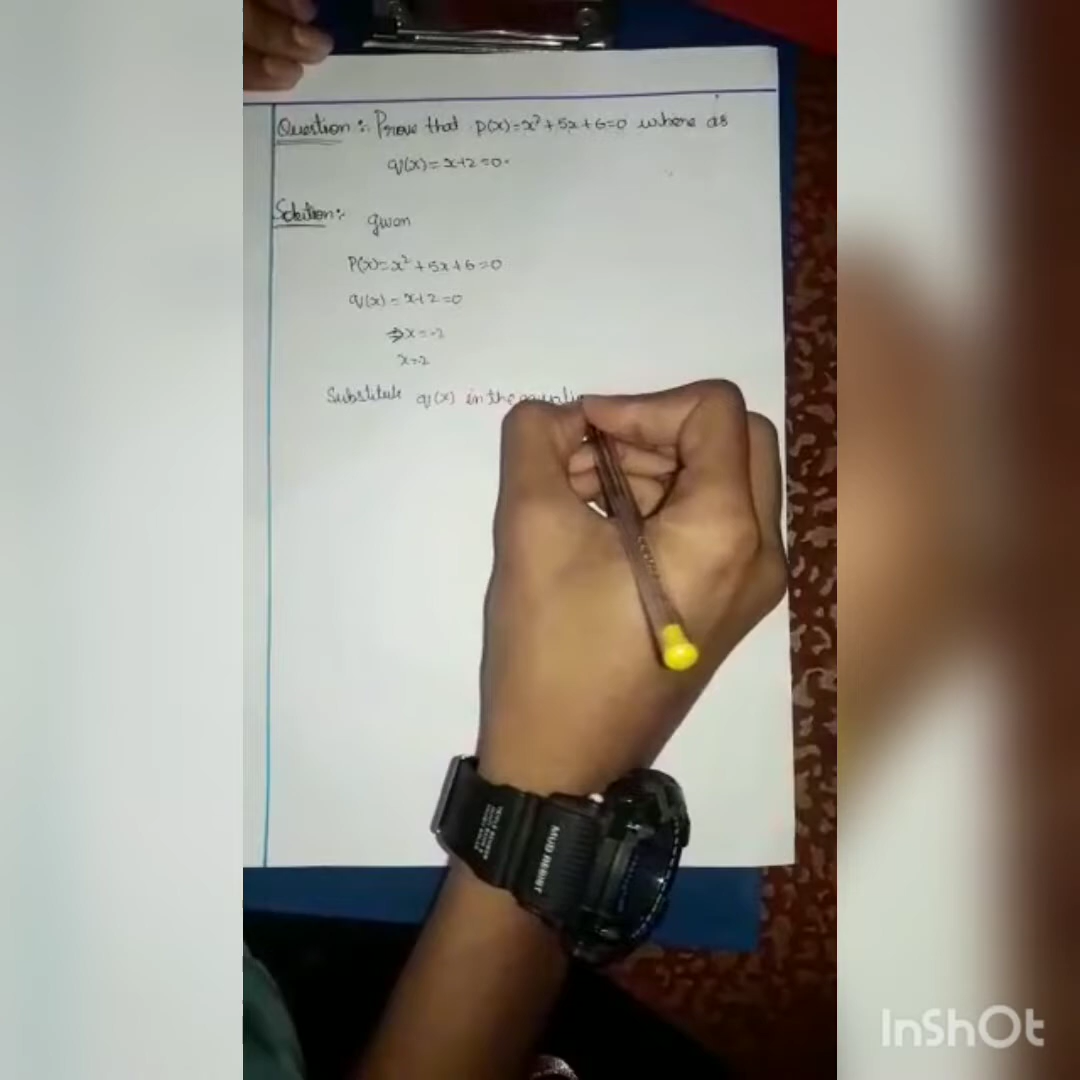 Question :. Prove that p(x)=x²+5x+6=0 where as
q(x)=x+2=0.
Solution:-
given
P(x)=x²+5x+6=0
q(x)=x+2=0
⇒x=-2
x=-2
Substitute q(x) in the
MUD RESIST
InShOt